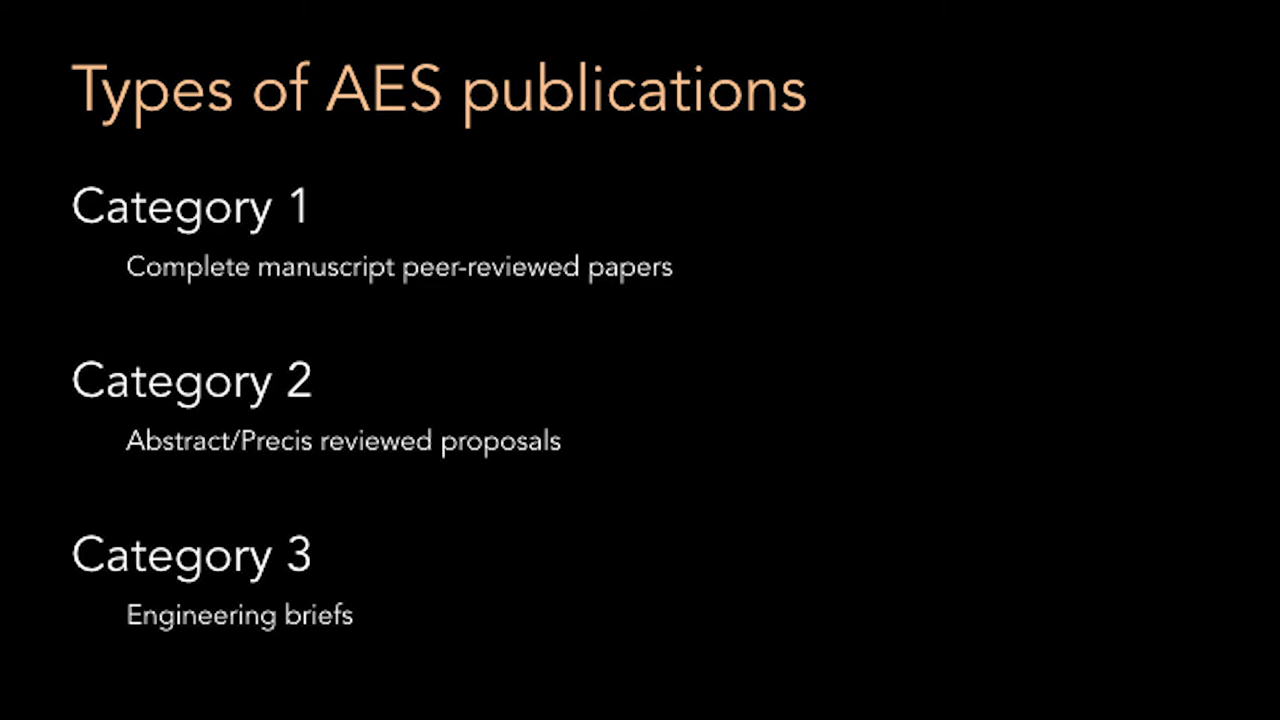 Types of AES publications
Category 1
Complete manuscript peer-reviewed papers
Category 2
Abstract/Precis reviewed proposals
Category 3
Engineering briefs